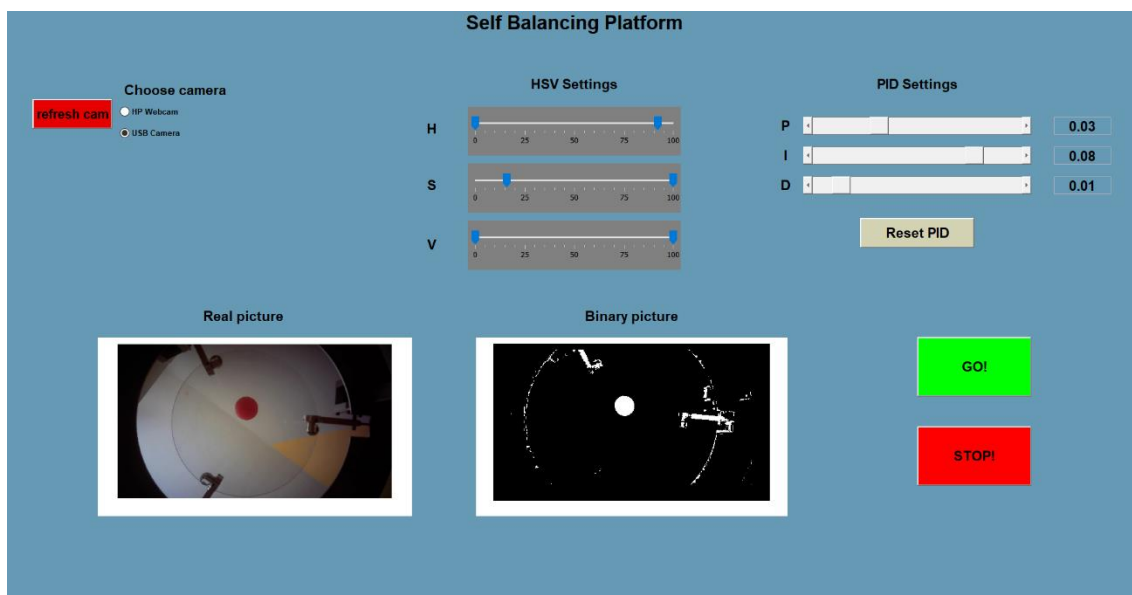 Self Balancing Platform
refresh cam
Choose camera
HP Webcam
USB Camera
HSV Settings
H
0 25 50 75 100
S
0 25 50 75 100
V
0 25 50 75 100
PID Settings
P 0.03
I 0.08
D 0.01
Reset PID
Real picture
Binary picture
GO!
STOP!